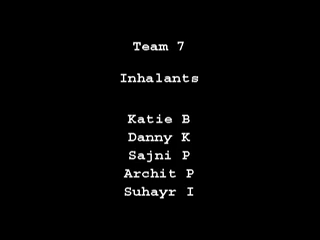 Team 7
Inhalants
Katie B
Danny K
Sajni P
Archit P
Suhayr I